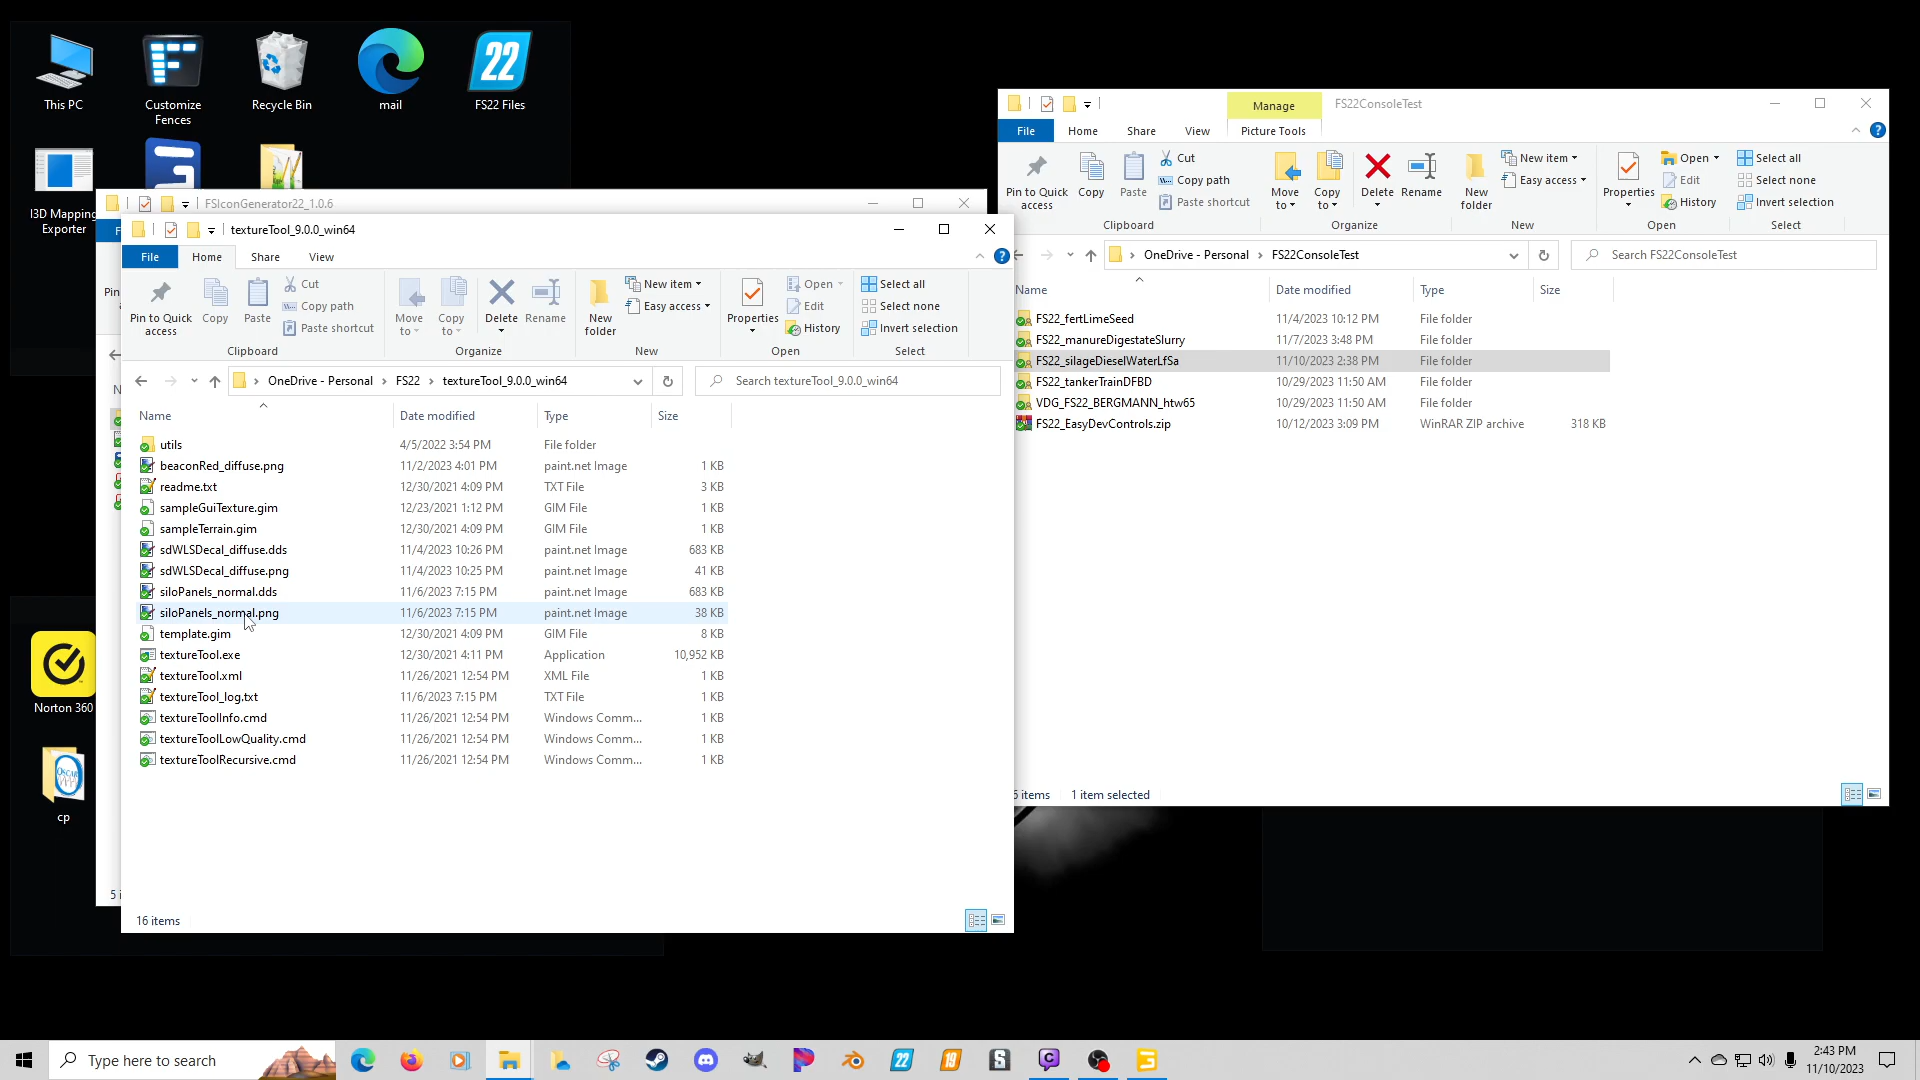 This PC
Customize
Fences
Recycle Bin
mail
22
FS22 Files
I3D Mapping
Exporter
Norton 360
cp
FSIconGenerator22_1.0.6
textureTool_9.0.0_win64
File
Home
Share
View
Pin to Quick
access
Copy
Paste
Cut
Copy path
Paste shortcut
Clipboard
Move
to
Copy
to
Delete
Rename
Organize
New
folder
New item
Easy access
New
Properties
Open
Edit
History
Open
Select all
Select none
Invert selection
Select
OneDrive - Personal > FS22 > textureTool_9.0.0_win64
Search textureTool_9.0.0_win64
Name Date modified Type Size
utils 4/5/2022 3:54 PM File folder
beaconRed_diffuse.png 11/2/2023 4:01 PM paint.net Image 1 KB
readme.txt 12/30/2021 4:09 PM TXT File 3 KB
sampleGuiTexture.gim 12/23/2021 1:12 PM GIM File 1 KB
sampleTerrain.gim 12/30/2021 4:09 PM GIM File 1 KB
sdWLSDecal_diffuse.dds 11/4/2023 10:26 PM paint.net Image 683 KB
sdWLSDecal_diffuse.png 11/4/2023 10:25 PM paint.net Image 41 KB
siloPanels_normal.dds 11/6/2023 7:15 PM paint.net Image 683 KB
siloPanels_normal.png 11/6/2023 7:15 PM paint.net Image 38 KB
template.gim 12/30/2021 4:09 PM GIM File 8 KB
textureTool.exe 12/30/2021 4:11 PM Application 10,952 KB
textureTool.xml 11/26/2021 12:54 PM XML File 1 KB
textureTool_log.txt 11/6/2023 7:15 PM TXT File 1 KB
textureToolInfo.cmd 11/26/2021 12:54 PM Windows Comm... 1 KB
textureToolLowQuality.cmd 11/26/2021 12:54 PM Windows Comm... 1 KB
textureToolRecursive.cmd 11/26/2021 12:54 PM Windows Comm... 1 KB
16 items
Manage
FS22ConsoleTest
File
Home
Share
View
Picture Tools
Pin to Quick
access
Copy
Paste
Cut
Copy path
Paste shortcut
Clipboard
Move
to
Copy
to
Delete
Rename
Organize
New
folder
New item
Easy access
New
Properties
Open
Edit
History
Open
Select all
Select none
Invert selection
Select
OneDrive - Personal > FS22ConsoleTest
Search FS22ConsoleTest
Name Date modified Type Size
FS22_fertLimeSeed 11/4/2023 10:12 PM File folder
FS22_manureDigestateSlurry 11/7/2023 3:48 PM File folder
FS22_silageDieselWaterLfSa 11/10/2023 2:38 PM File folder
FS22_tankerTrainDFBD 10/29/2023 11:50 AM File folder
VDG_FS22_BERGMANN_htw65 10/29/2023 11:50 AM File folder
FS22_EasyDevControls.zip 10/12/2023 3:09 PM WinRAR ZIP archive 318 KB
6 items 1 item selected
Type here to search
22
19
2:43 PM
11/10/2023